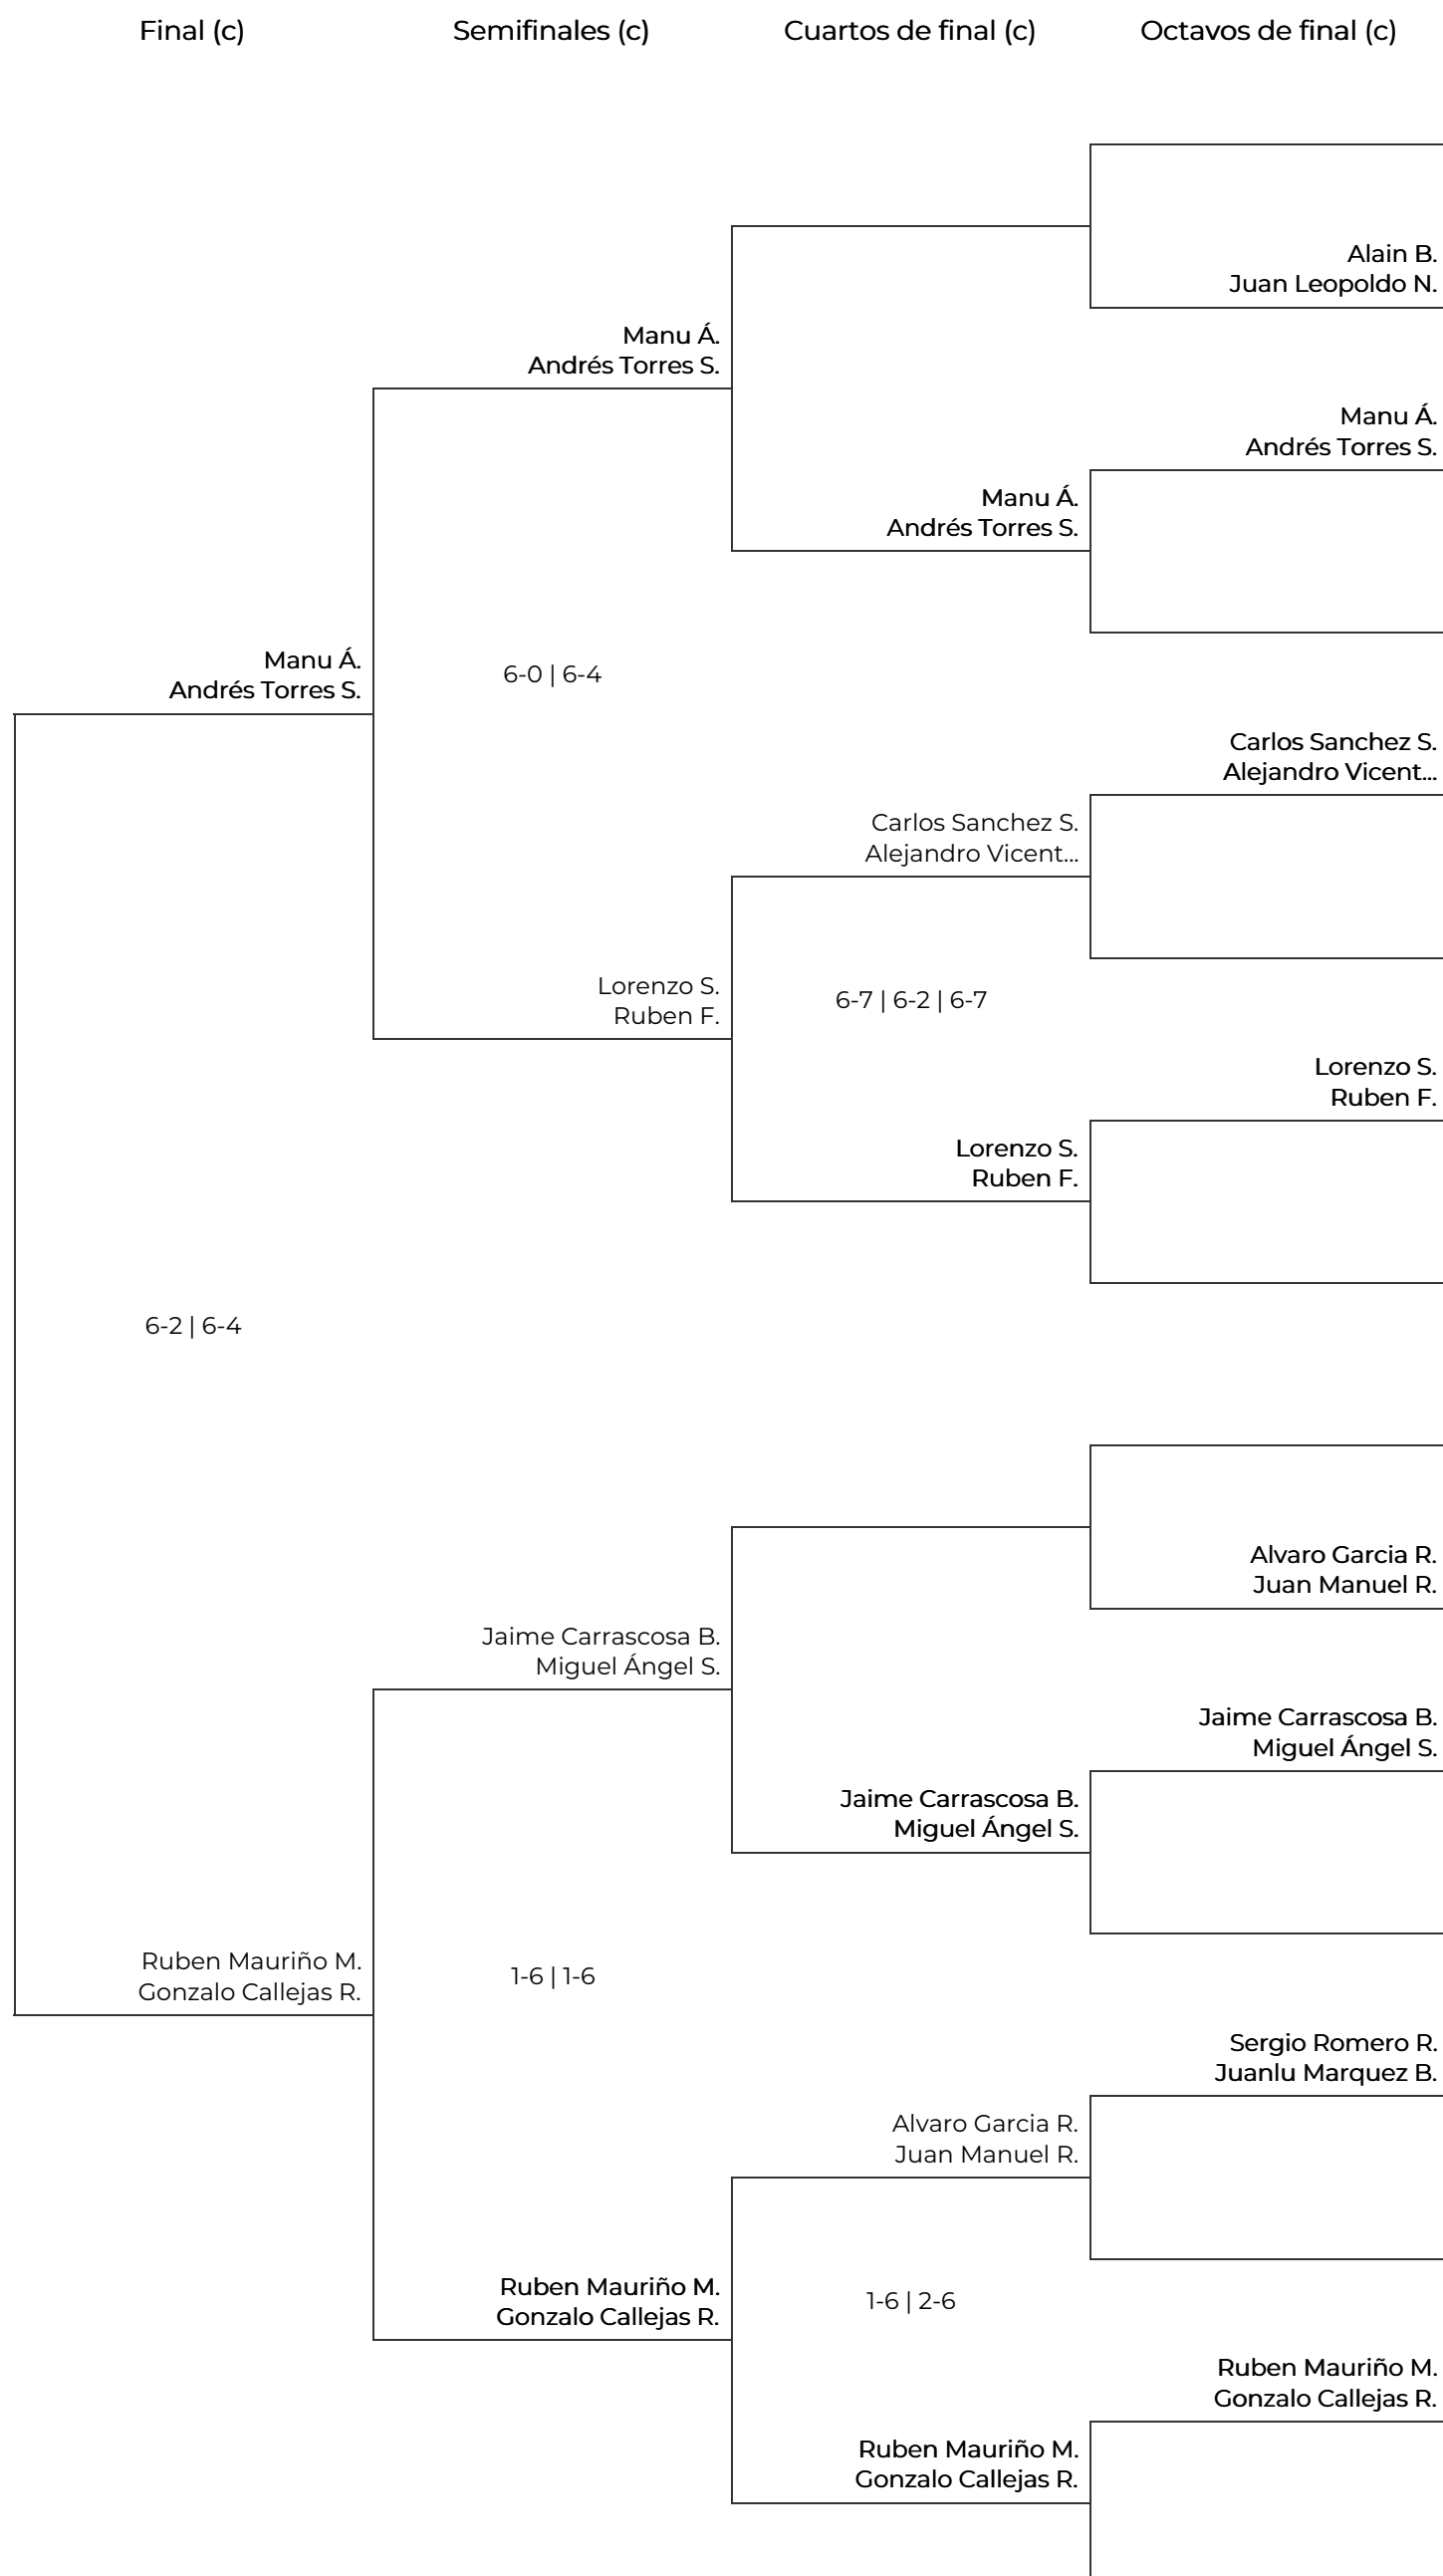 Final (c)
Semifinales (c)
Cuartos de final (c)
Octavos de final (c)
Alain B.
Juan Leopoldo N.
Manu Á.
Andrés Torres S.
Manu Á.
Andrés Torres S.
Manu Á.
Andrés Torres S.
Manu Á.
Andrés Torres S.
6-0 | 6-4
Carlos Sanchez S.
Alejandro Vicent...
Carlos Sanchez S.
Alejandro Vicent...
Lorenzo S.
Ruben F.
6-7 | 6-2 | 6-7
Lorenzo S.
Ruben F.
Lorenzo S.
Ruben F.
6-2 | 6-4
Alvaro Garcia R.
Juan Manuel R.
Jaime Carrascosa B.
Miguel Ángel S.
Jaime Carrascosa B.
Miguel Ángel S.
Jaime Carrascosa B.
Miguel Ángel S.
Ruben Mauriño M.
Gonzalo Callejas R.
1-6 | 1-6
Sergio Romero R.
Juanlu Marquez B.
Alvaro Garcia R.
Juan Manuel R.
Ruben Mauriño M.
Gonzalo Callejas R.
1-6 | 2-6
Ruben Mauriño M.
Gonzalo Callejas R.
Ruben Mauriño M.
Gonzalo Callejas R.